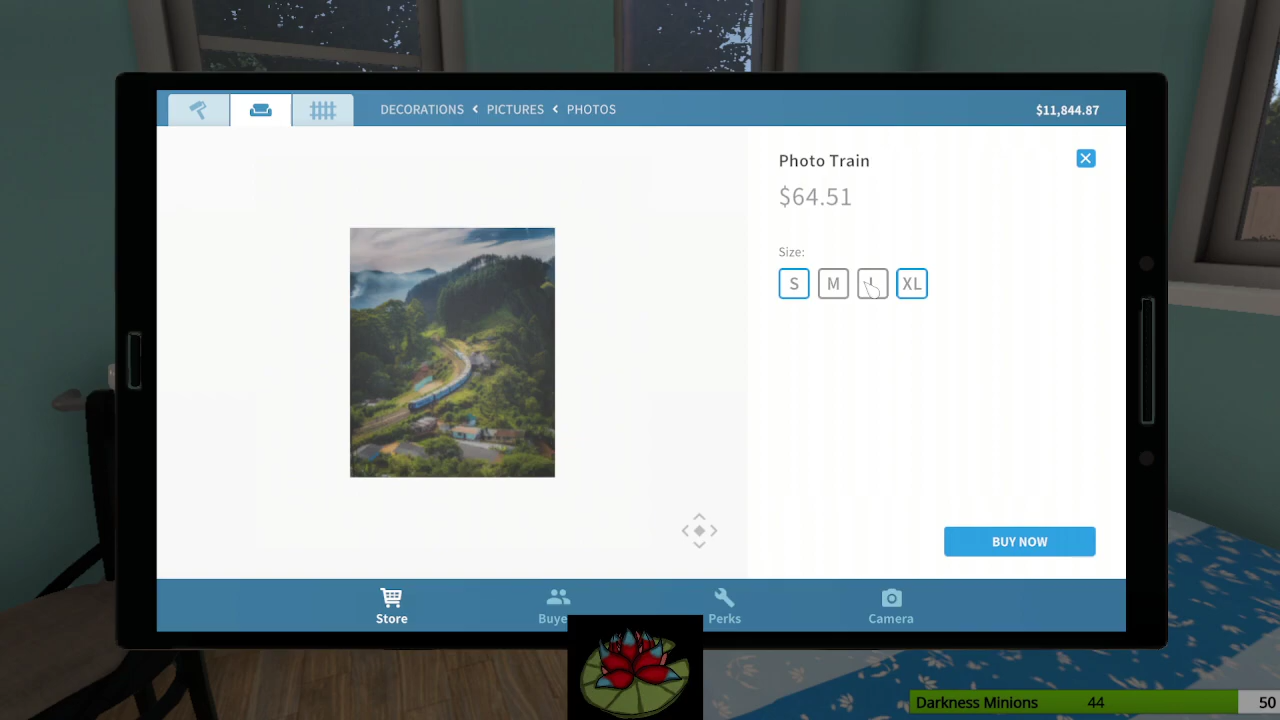 DECORATIONS < PICTURES < PHOTOS
$11,844.87
Photo Train
$64.51
Size:
S M L XL
BUY NOW
Store Buye Perks Camera
Darkness Minions 44 50